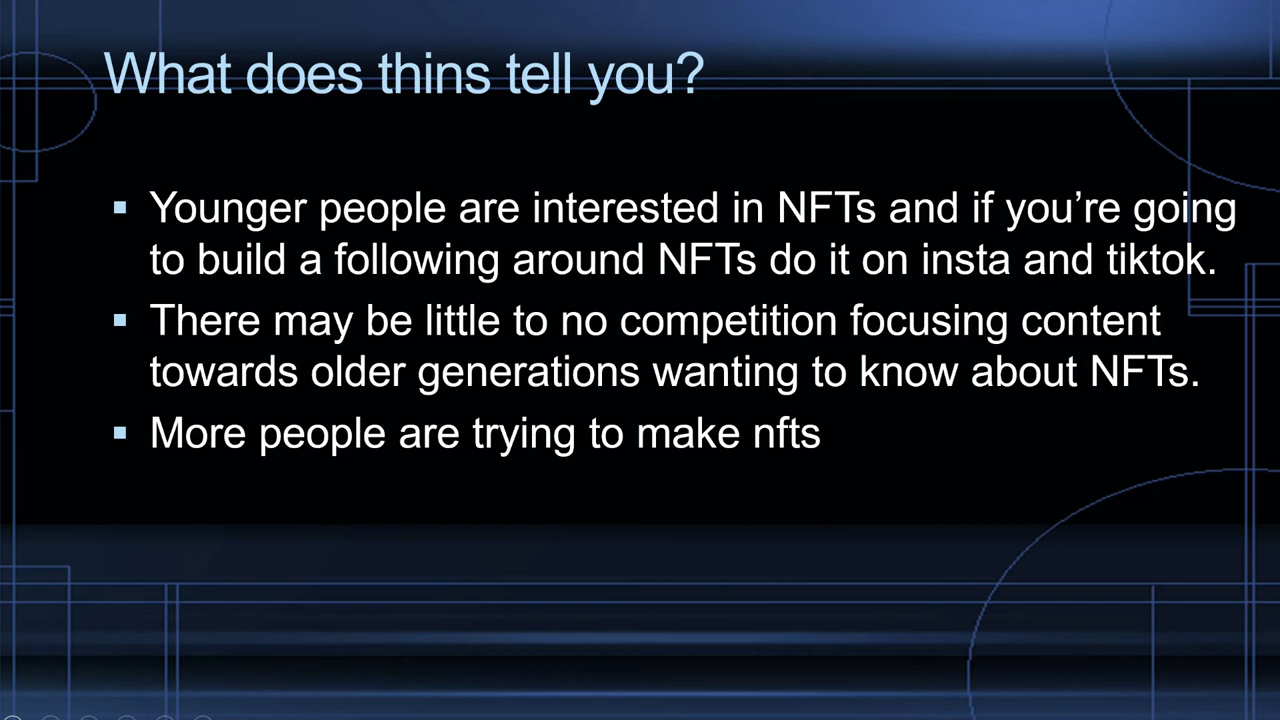 What does thins tell you?
Younger people are interested in NFTs and if you’re going
to build a following around NFTs do it on insta and tiktok.
There may be little to no competition focusing content
towards older generations wanting to know about NFTs.
More people are trying to make nfts